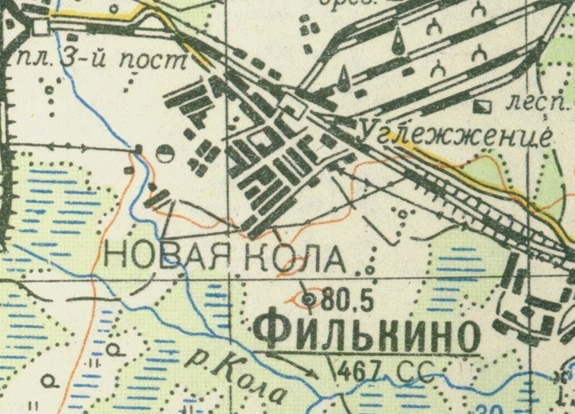 пл. 3-й пост
лесп.
Углежжение
НОВАЯ КОЛА
80.5
ФИЛЬКИНО
467 СС
р. Кола